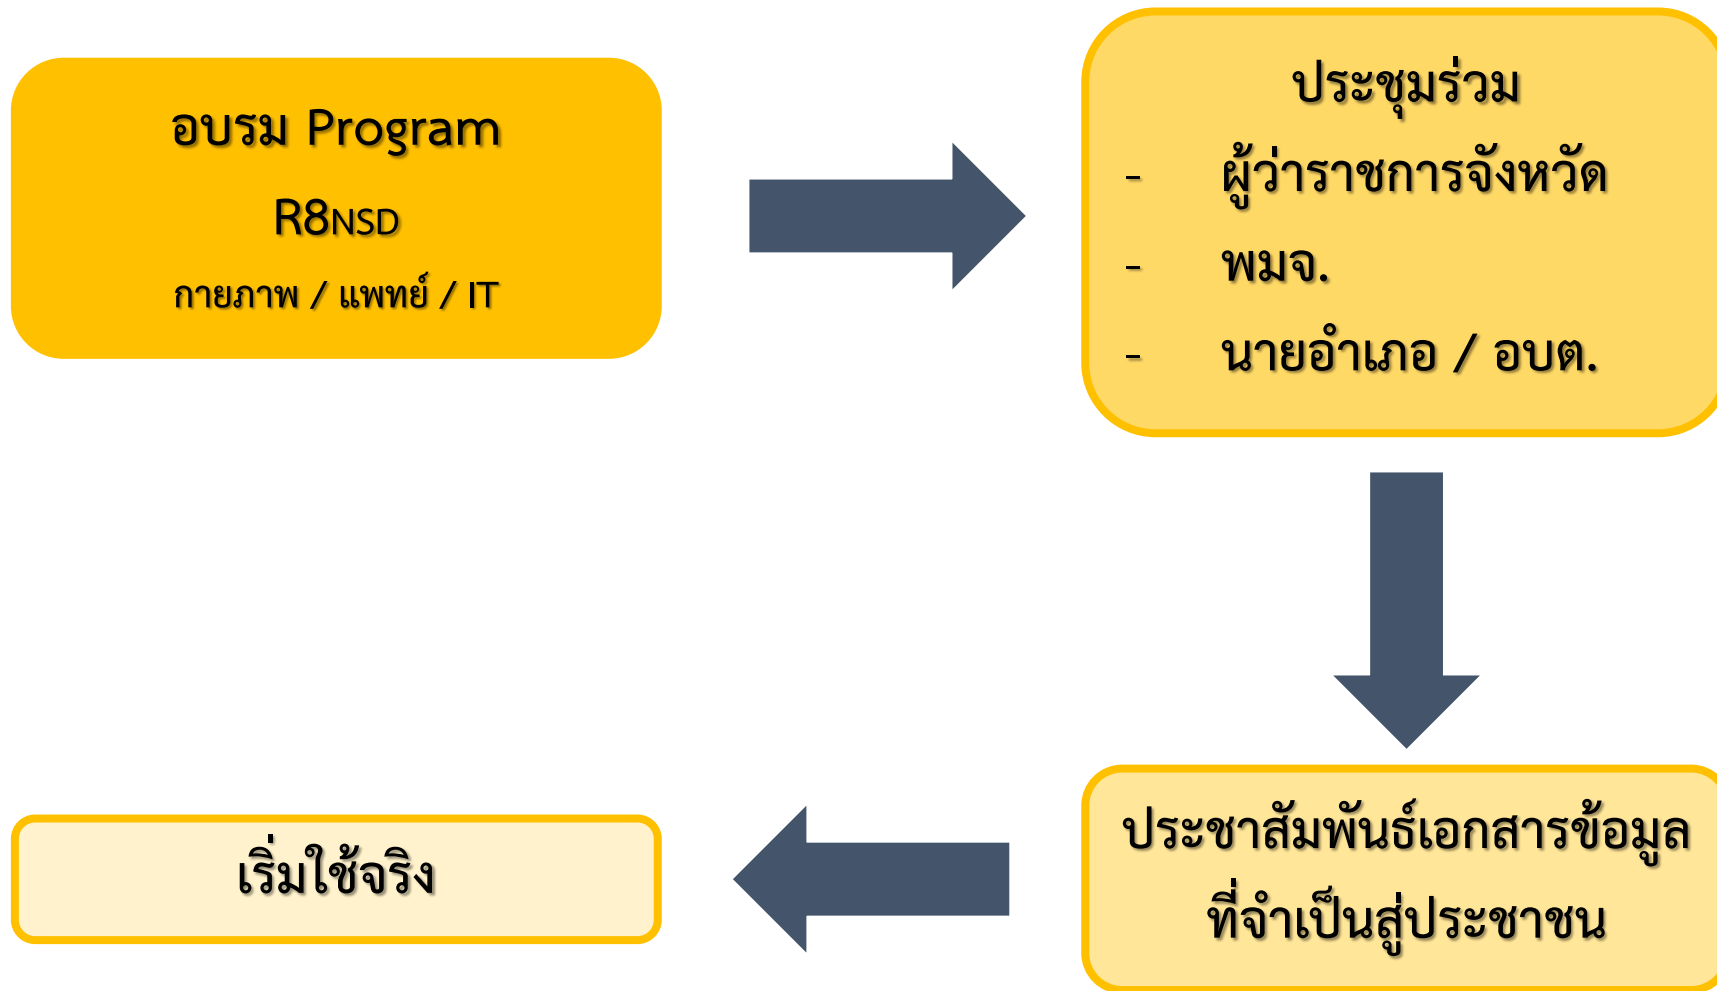 อบรม Program
R8NSD
กายภาพ / แพทย์ / IT
ประชุมร่วม
- ผู้ว่าราชการจังหวัด
- พมจ.
- นายอำเภอ / อบต.
ประชาสัมพันธ์เอกสารข้อมูล
ที่จำเป็นสู่ประชาชน
เริ่มใช้จริง